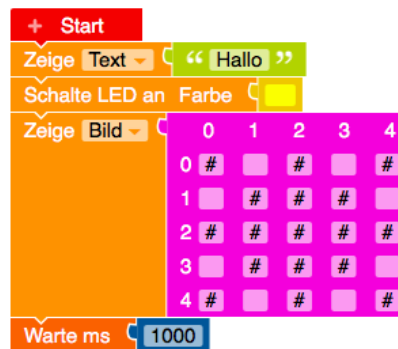 + Start
Zeige Text “ Hallo ”
Schalte LED an Farbe
Zeige Bild 0 1 2 3 4
0 # # #
1 # # #
2 # # # # #
3 # # #
4 # # #
Warte ms 1000